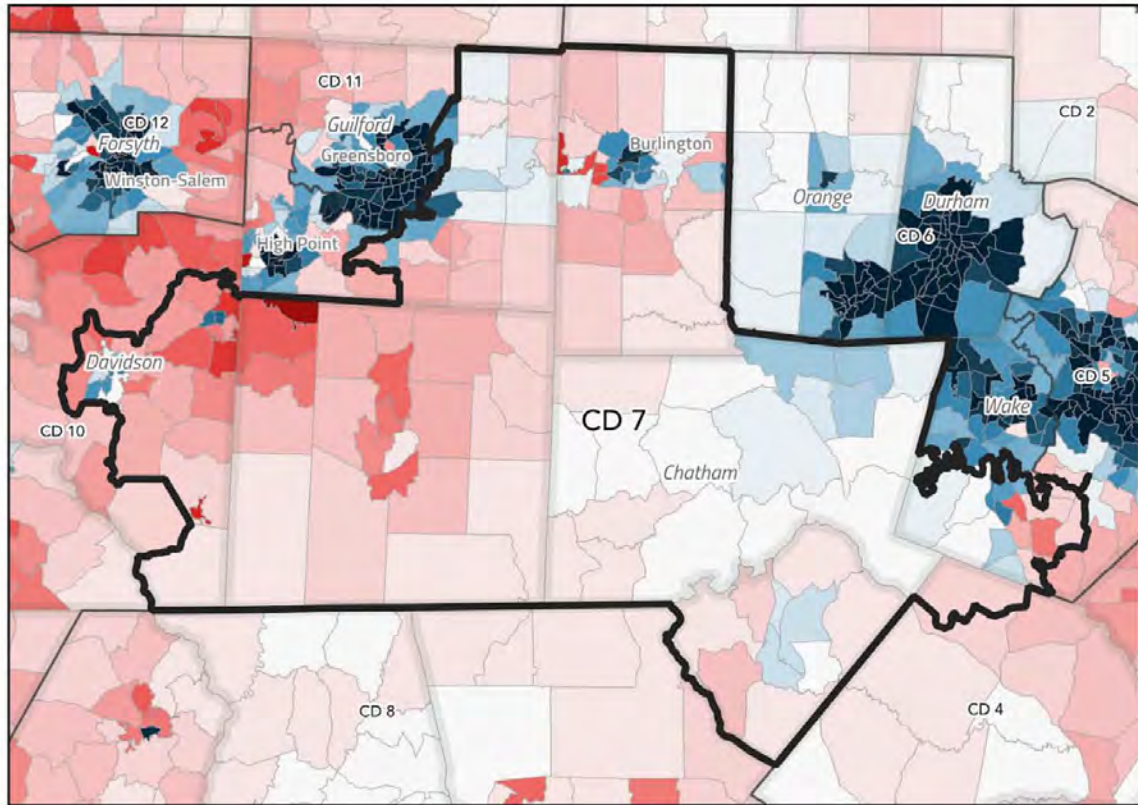 CD 11
CD 2
CD 12
Guilford
Forsyth
Burlington
Greensboro
Winston-Salem
Orange
Durham
CD 6
High Point
Davidson
CD 5
Wake
CD 7
CD 10
Chatham
CD 8
CD 4